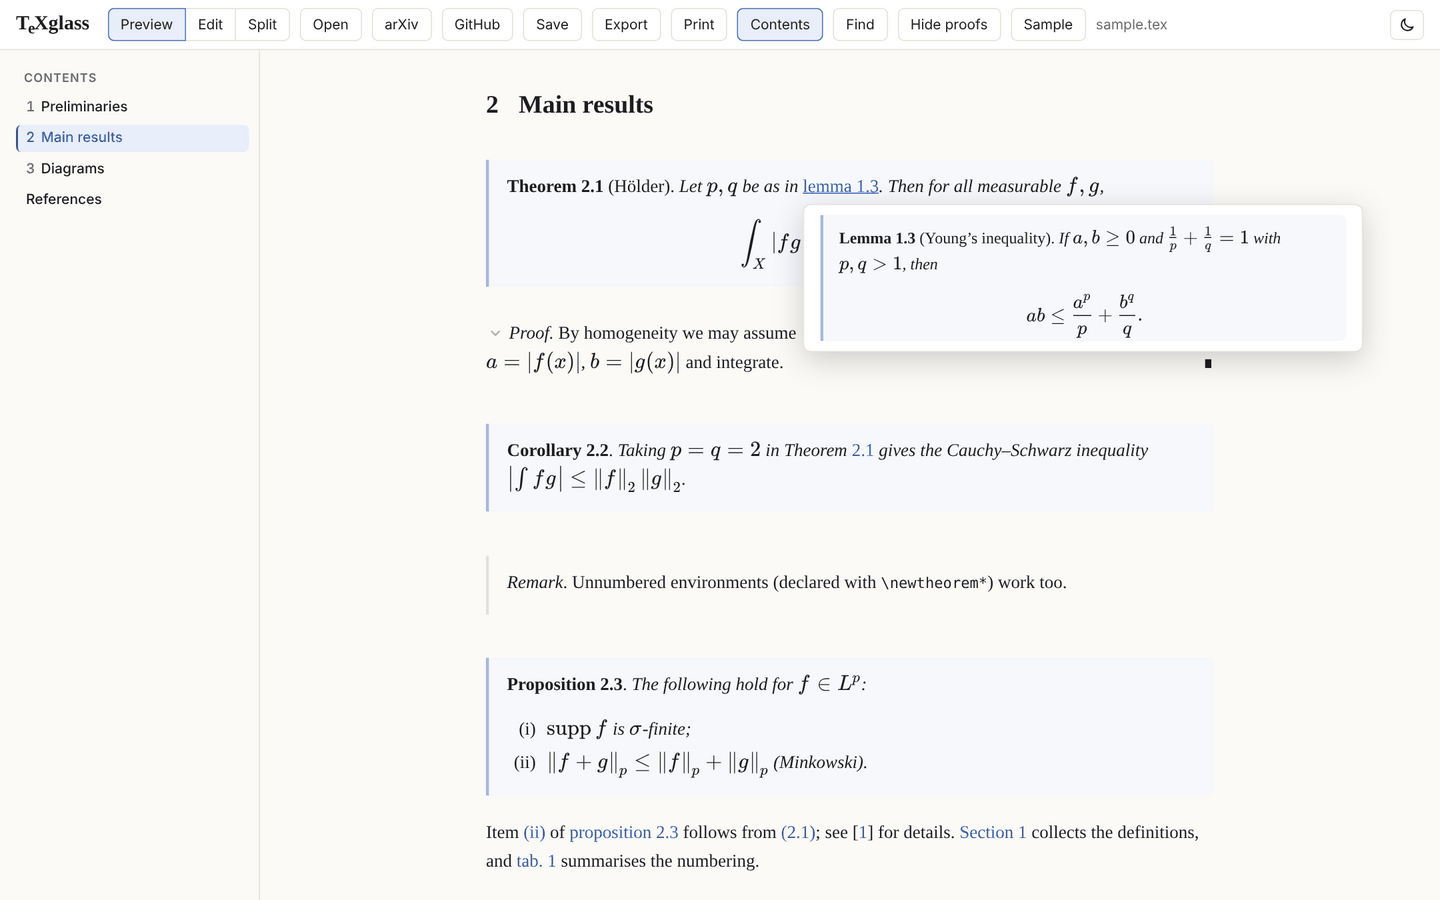 TeXglass Preview Edit Split Open arXiv GitHub Save Export Print Contents Find Hide proofs Sample sample.tex
CONTENTS
1 Preliminaries
2 Main results
3 Diagrams
References
2 Main results
Theorem 2.1 (Hölder). Let p, q be as in lemma 1.3. Then for all measurable f, g,
∫_X |fg
Lemma 1.3 (Young’s inequality). If a, b ≥ 0 and 1/p + 1/q = 1 with
p, q > 1, then
ab ≤ a^p/p + b^q/q.
Proof. By homogeneity we may assume
a = |f(x)|, b = |g(x)| and integrate.
Corollary 2.2. Taking p = q = 2 in Theorem 2.1 gives the Cauchy–Schwarz inequality
|∫ fg| ≤ ‖f‖₂ ‖g‖₂.
Remark. Unnumbered environments (declared with \newtheorem*) work too.
Proposition 2.3. The following hold for f ∈ L^p:
(i) supp f is σ-finite;
(ii) ‖f + g‖_p ≤ ‖f‖_p + ‖g‖_p (Minkowski).
Item (ii) of proposition 2.3 follows from (2.1); see [1] for details. Section 1 collects the definitions,
and tab. 1 summarises the numbering.